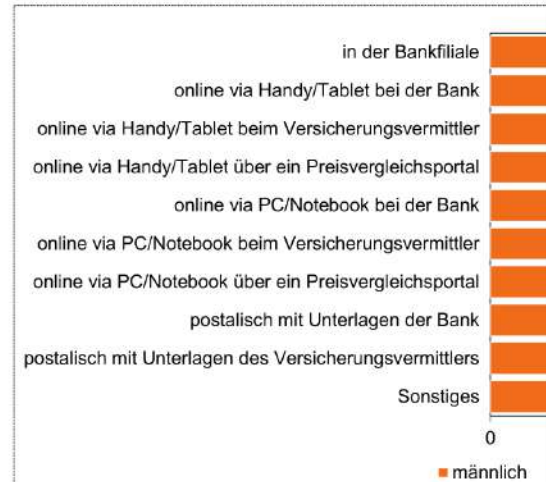 in der Bankfiliale
online via Handy/Tablet bei der Bank
online via Handy/Tablet beim Versicherungsvermittler
online via Handy/Tablet über ein Preisvergleichsportal
online via PC/Notebook bei der Bank
online via PC/Notebook beim Versicherungsvermittler
online via PC/Notebook über ein Preisvergleichsportal
postalisch mit Unterlagen der Bank
postalisch mit Unterlagen des Versicherungsvermittlers
Sonstiges
0
männlich